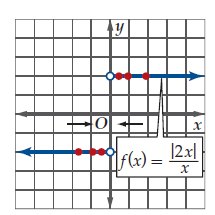 y
O
x
f(x) = |2x|/x